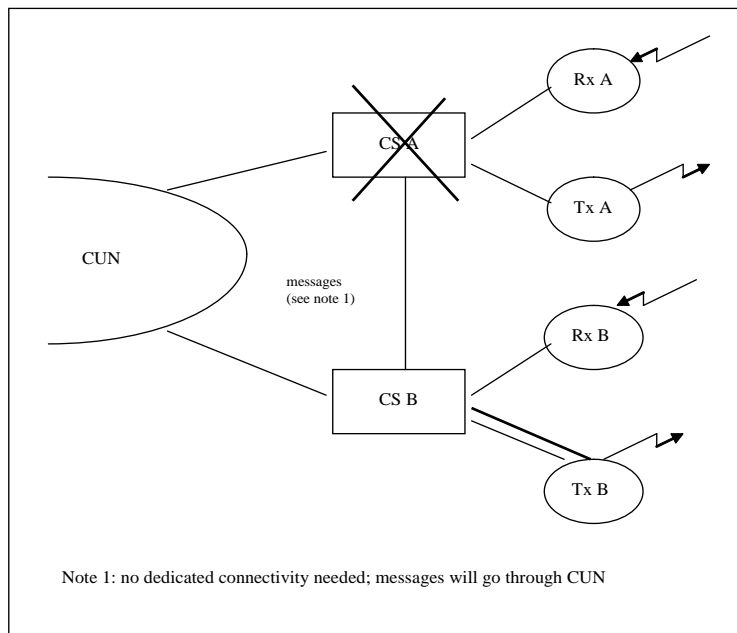 Rx A
CS A
Tx A
CUN
messages
(see note 1)
Rx B
CS B
Tx B
Note 1: no dedicated connectivity needed; messages will go through CUN